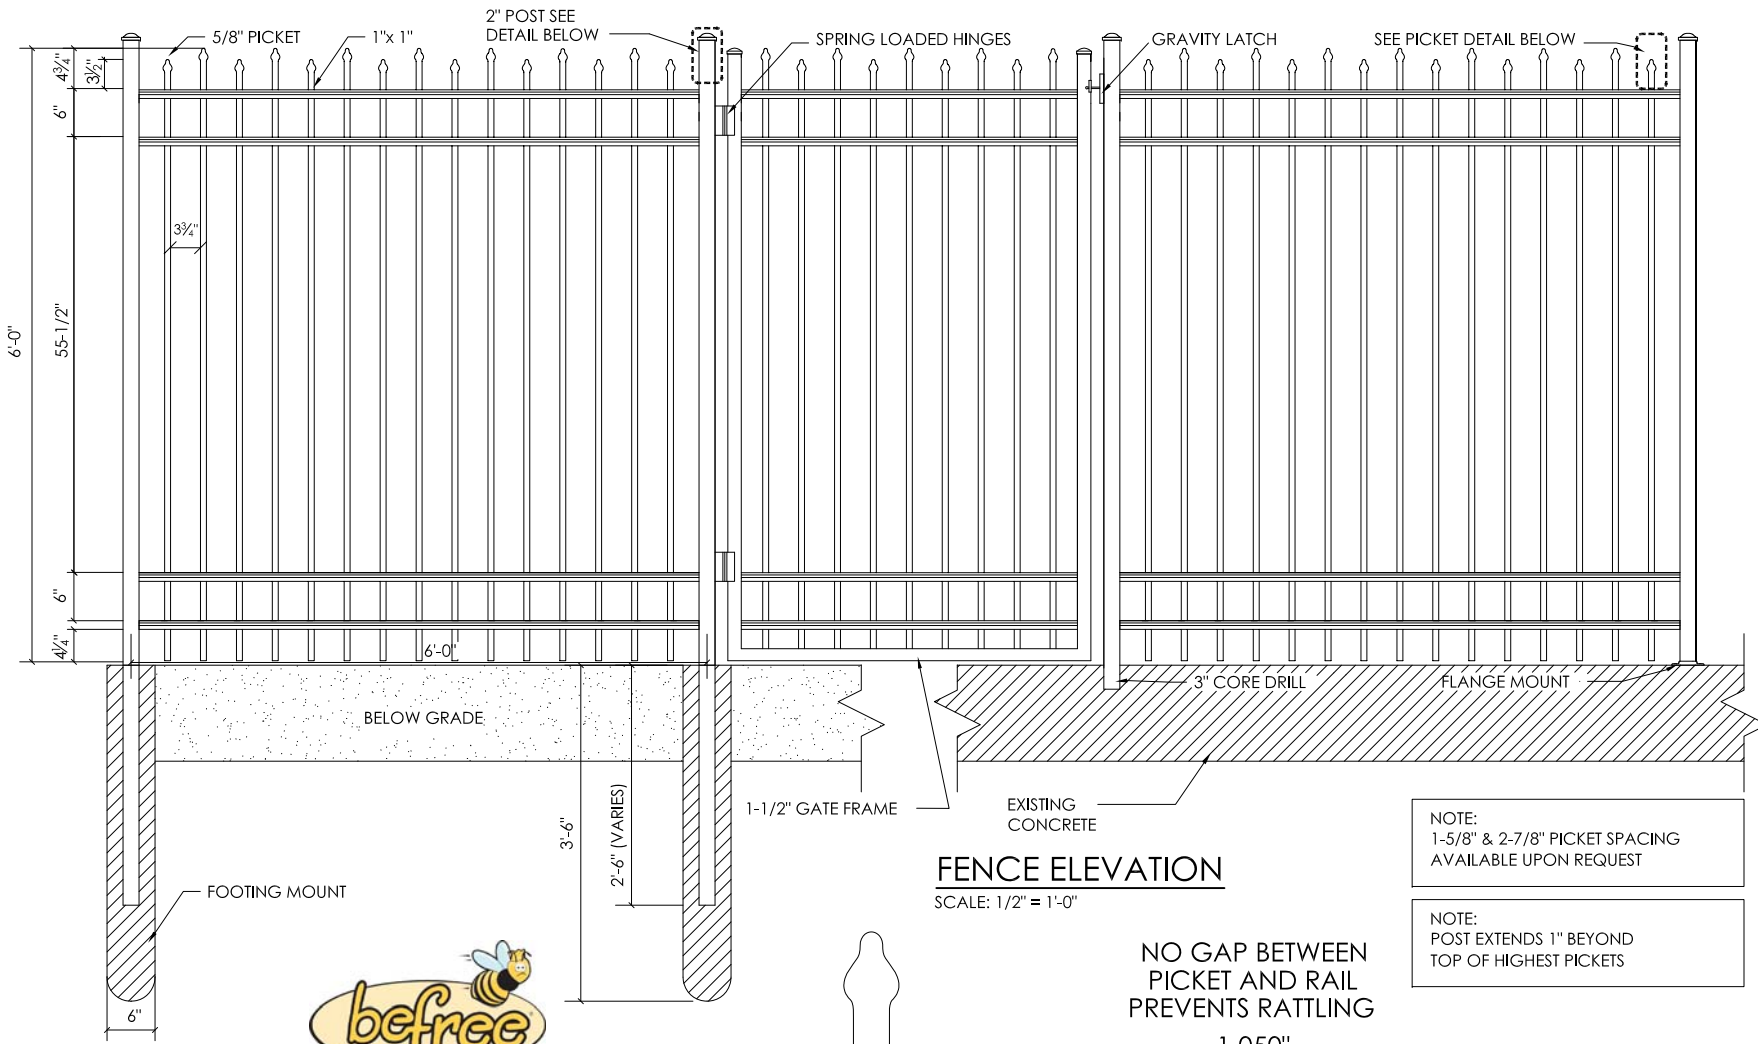 2" POST SEE
DETAIL BELOW
5/8" PICKET
1"x 1"
SPRING LOADED HINGES
GRAVITY LATCH
SEE PICKET DETAIL BELOW
4¾"
3½"
6"
3¾"
6'-0"
55-1/2"
6"
4¼"
6'-0"
3" CORE DRILL
FLANGE MOUNT
BELOW GRADE
3'-6"
2'-6" (VARIES)
1-1/2" GATE FRAME
EXISTING
CONCRETE
FOOTING MOUNT
6"
FENCE ELEVATION
SCALE: 1/2" = 1'-0"
NOTE:
1-5/8" & 2-7/8" PICKET SPACING
AVAILABLE UPON REQUEST
NOTE:
POST EXTENDS 1" BEYOND
TOP OF HIGHEST PICKETS
befree
NO GAP BETWEEN
PICKET AND RAIL
PREVENTS RATTLING
1.050"